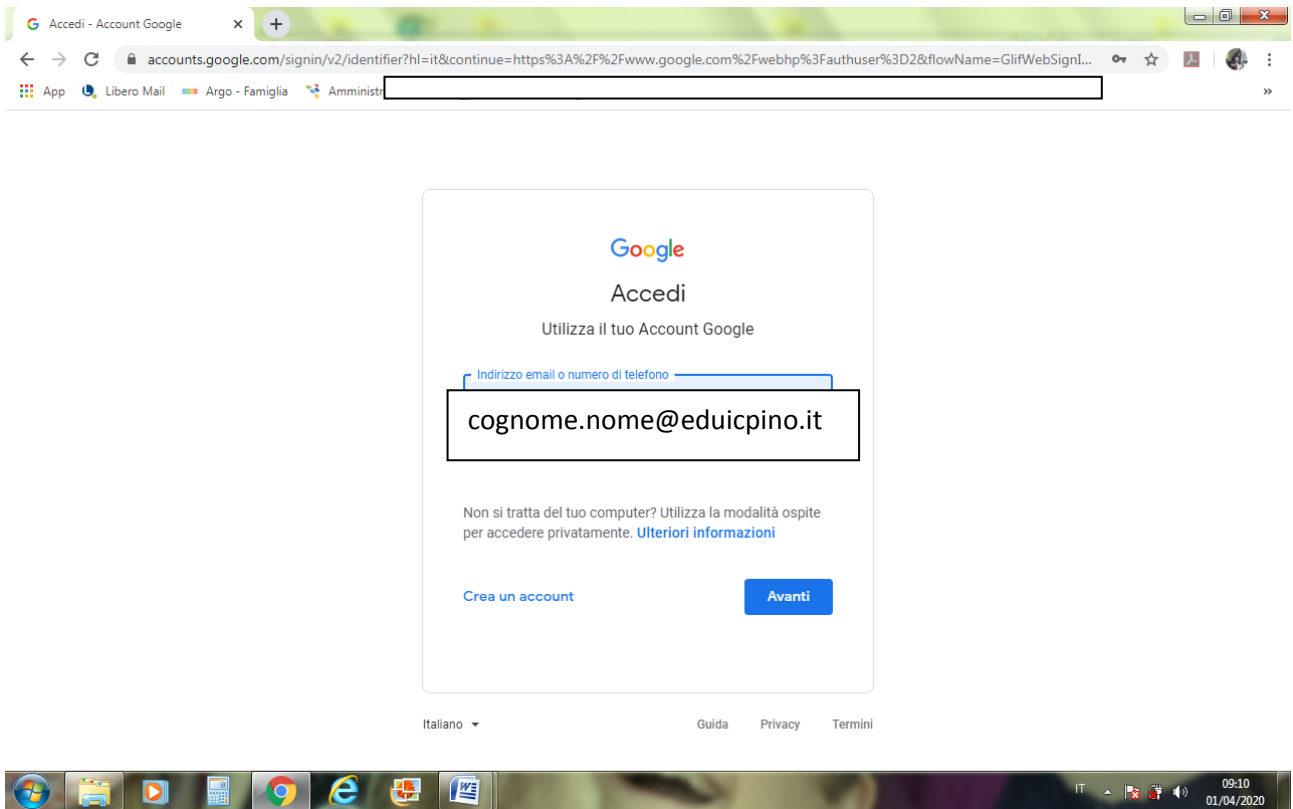 Accedi - Account Google
accounts.google.com/signin/v2/identifier?hl=it&continue=https%3A%2F%2Fwww.google.com%2Fwebhp%3Fauthuser%3D2&flowName=GlifWebSignI...
App Libero Mail Argo - Famiglia Amministr
Google
Accedi
Utilizza il tuo Account Google
Indirizzo email o numero di telefono
cognome.nome@eduicpino.it
Non si tratta del tuo computer? Utilizza la modalità ospite
per accedere privatamente. Ulteriori informazioni
Crea un account Avanti
Italiano Guida Privacy Termini
IT 09:10
01/04/2020